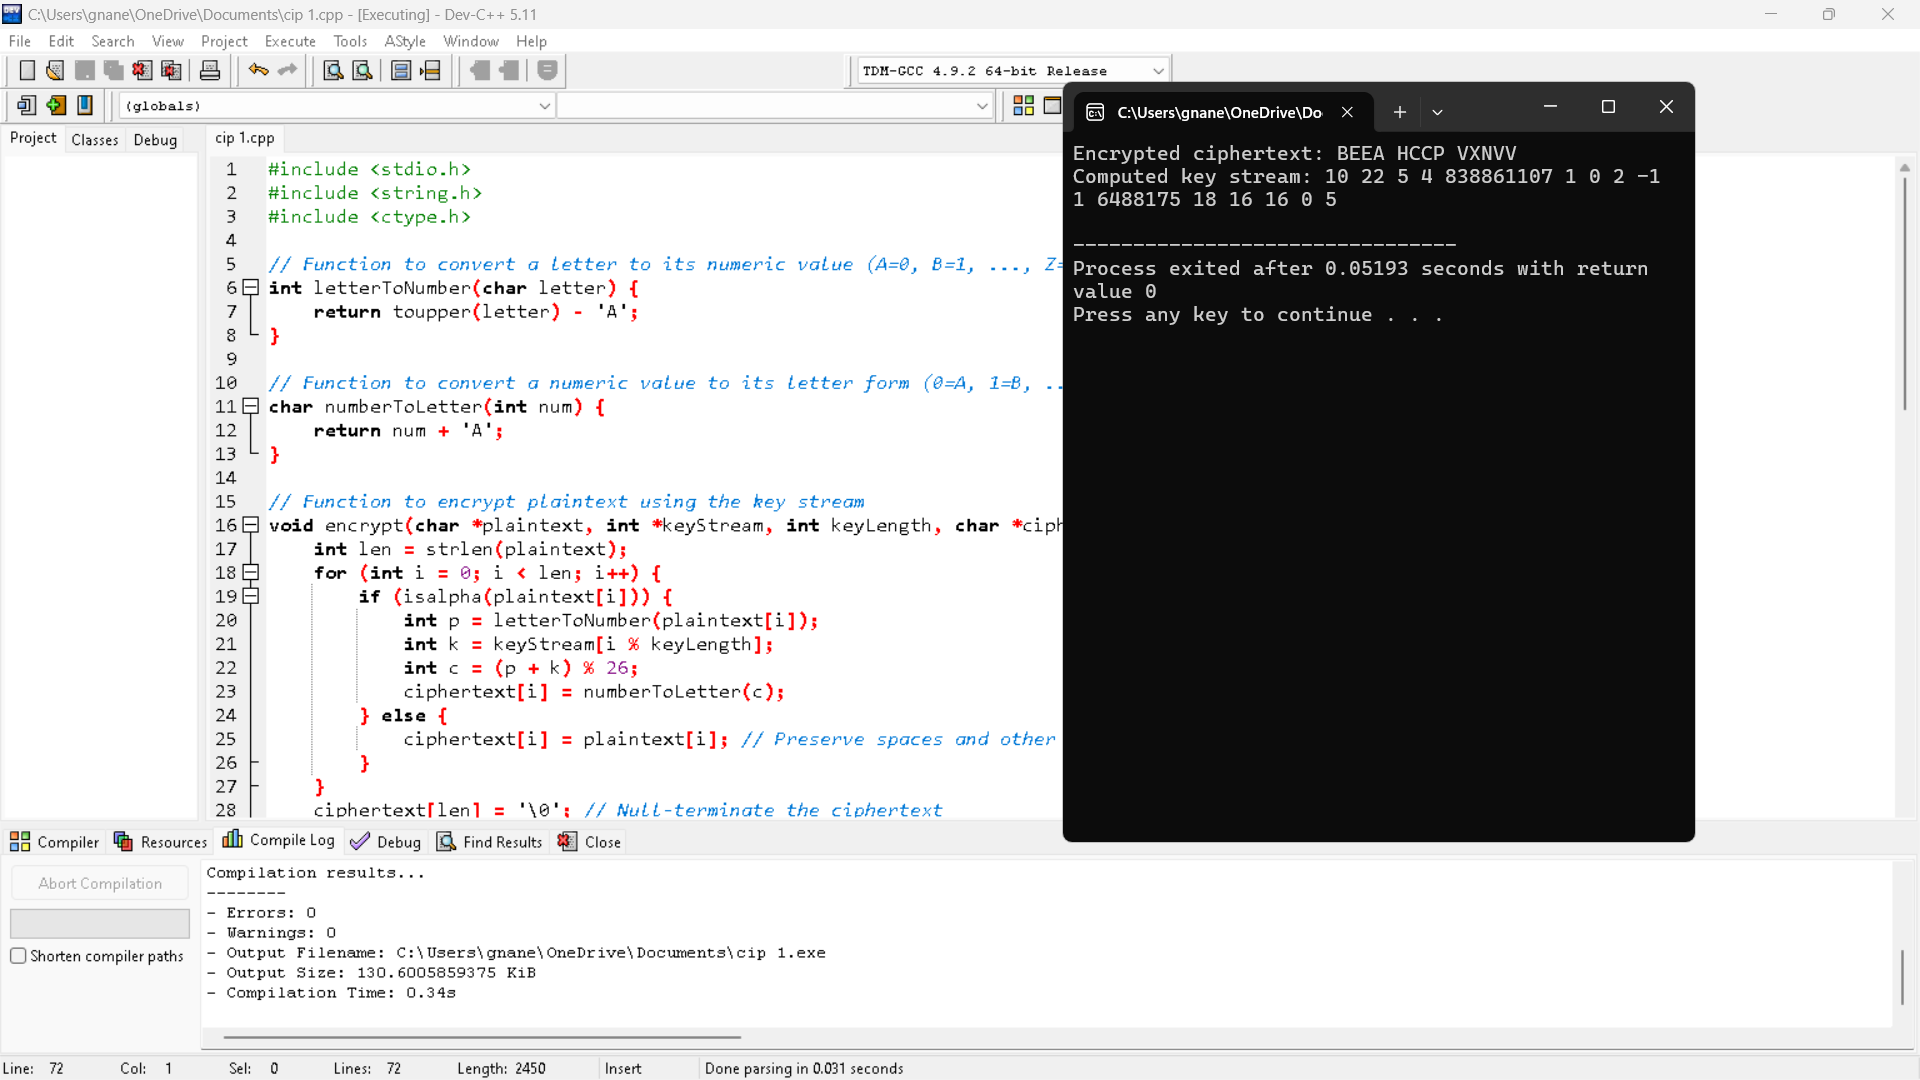 C:\Users\gnane\OneDrive\Documents\cip 1.cpp - [Executing] - Dev-C++ 5.11
File Edit Search View Project Execute Tools AStyle Window Help
TDM-GCC 4.9.2 64-bit Release
(globals)
Project Classes Debug
cip 1.cpp
1 #include <stdio.h>
2 #include <string.h>
3 #include <ctype.h>
4
5 // Function to convert a letter to its numeric value (A=0, B=1, ..., Z=
6 int letterToNumber(char letter) {
7 return toupper(letter) - 'A';
8 }
9
10 // Function to convert a numeric value to its letter form (0=A, 1=B, ..
11 char numberToLetter(int num) {
12 return num + 'A';
13 }
14
15 // Function to encrypt plaintext using the key stream
16 void encrypt(char *plaintext, int *keyStream, int keyLength, char *ciph
17 int len = strlen(plaintext);
18 for (int i = 0; i < len; i++) {
19 if (isalpha(plaintext[i])) {
20 int p = letterToNumber(plaintext[i]);
21 int k = keyStream[i % keyLength];
22 int c = (p + k) % 26;
23 ciphertext[i] = numberToLetter(c);
24 } else {
25 ciphertext[i] = plaintext[i]; // Preserve spaces and other
26 }
27 }
28 ciphertext[len] = '\0'; // Null-terminate the ciphertext
C:\Users\gnane\OneDrive\Do
Encrypted ciphertext: BEEA HCCP VXNVV
Computed key stream: 10 22 5 4 838861107 1 0 2 -1
1 6488175 18 16 16 0 5
--------------------------------
Process exited after 0.05193 seconds with return
value 0
Press any key to continue . . .
Compiler Resources Compile Log Debug Find Results Close
Abort Compilation
Shorten compiler paths
Compilation results...
--------
- Errors: 0
- Warnings: 0
- Output Filename: C:\Users\gnane\OneDrive\Documents\cip 1.exe
- Output Size: 130.6005859375 KiB
- Compilation Time: 0.34s
Line: 72 Col: 1 Sel: 0 Lines: 72 Length: 2450 Insert Done parsing in 0.031 seconds